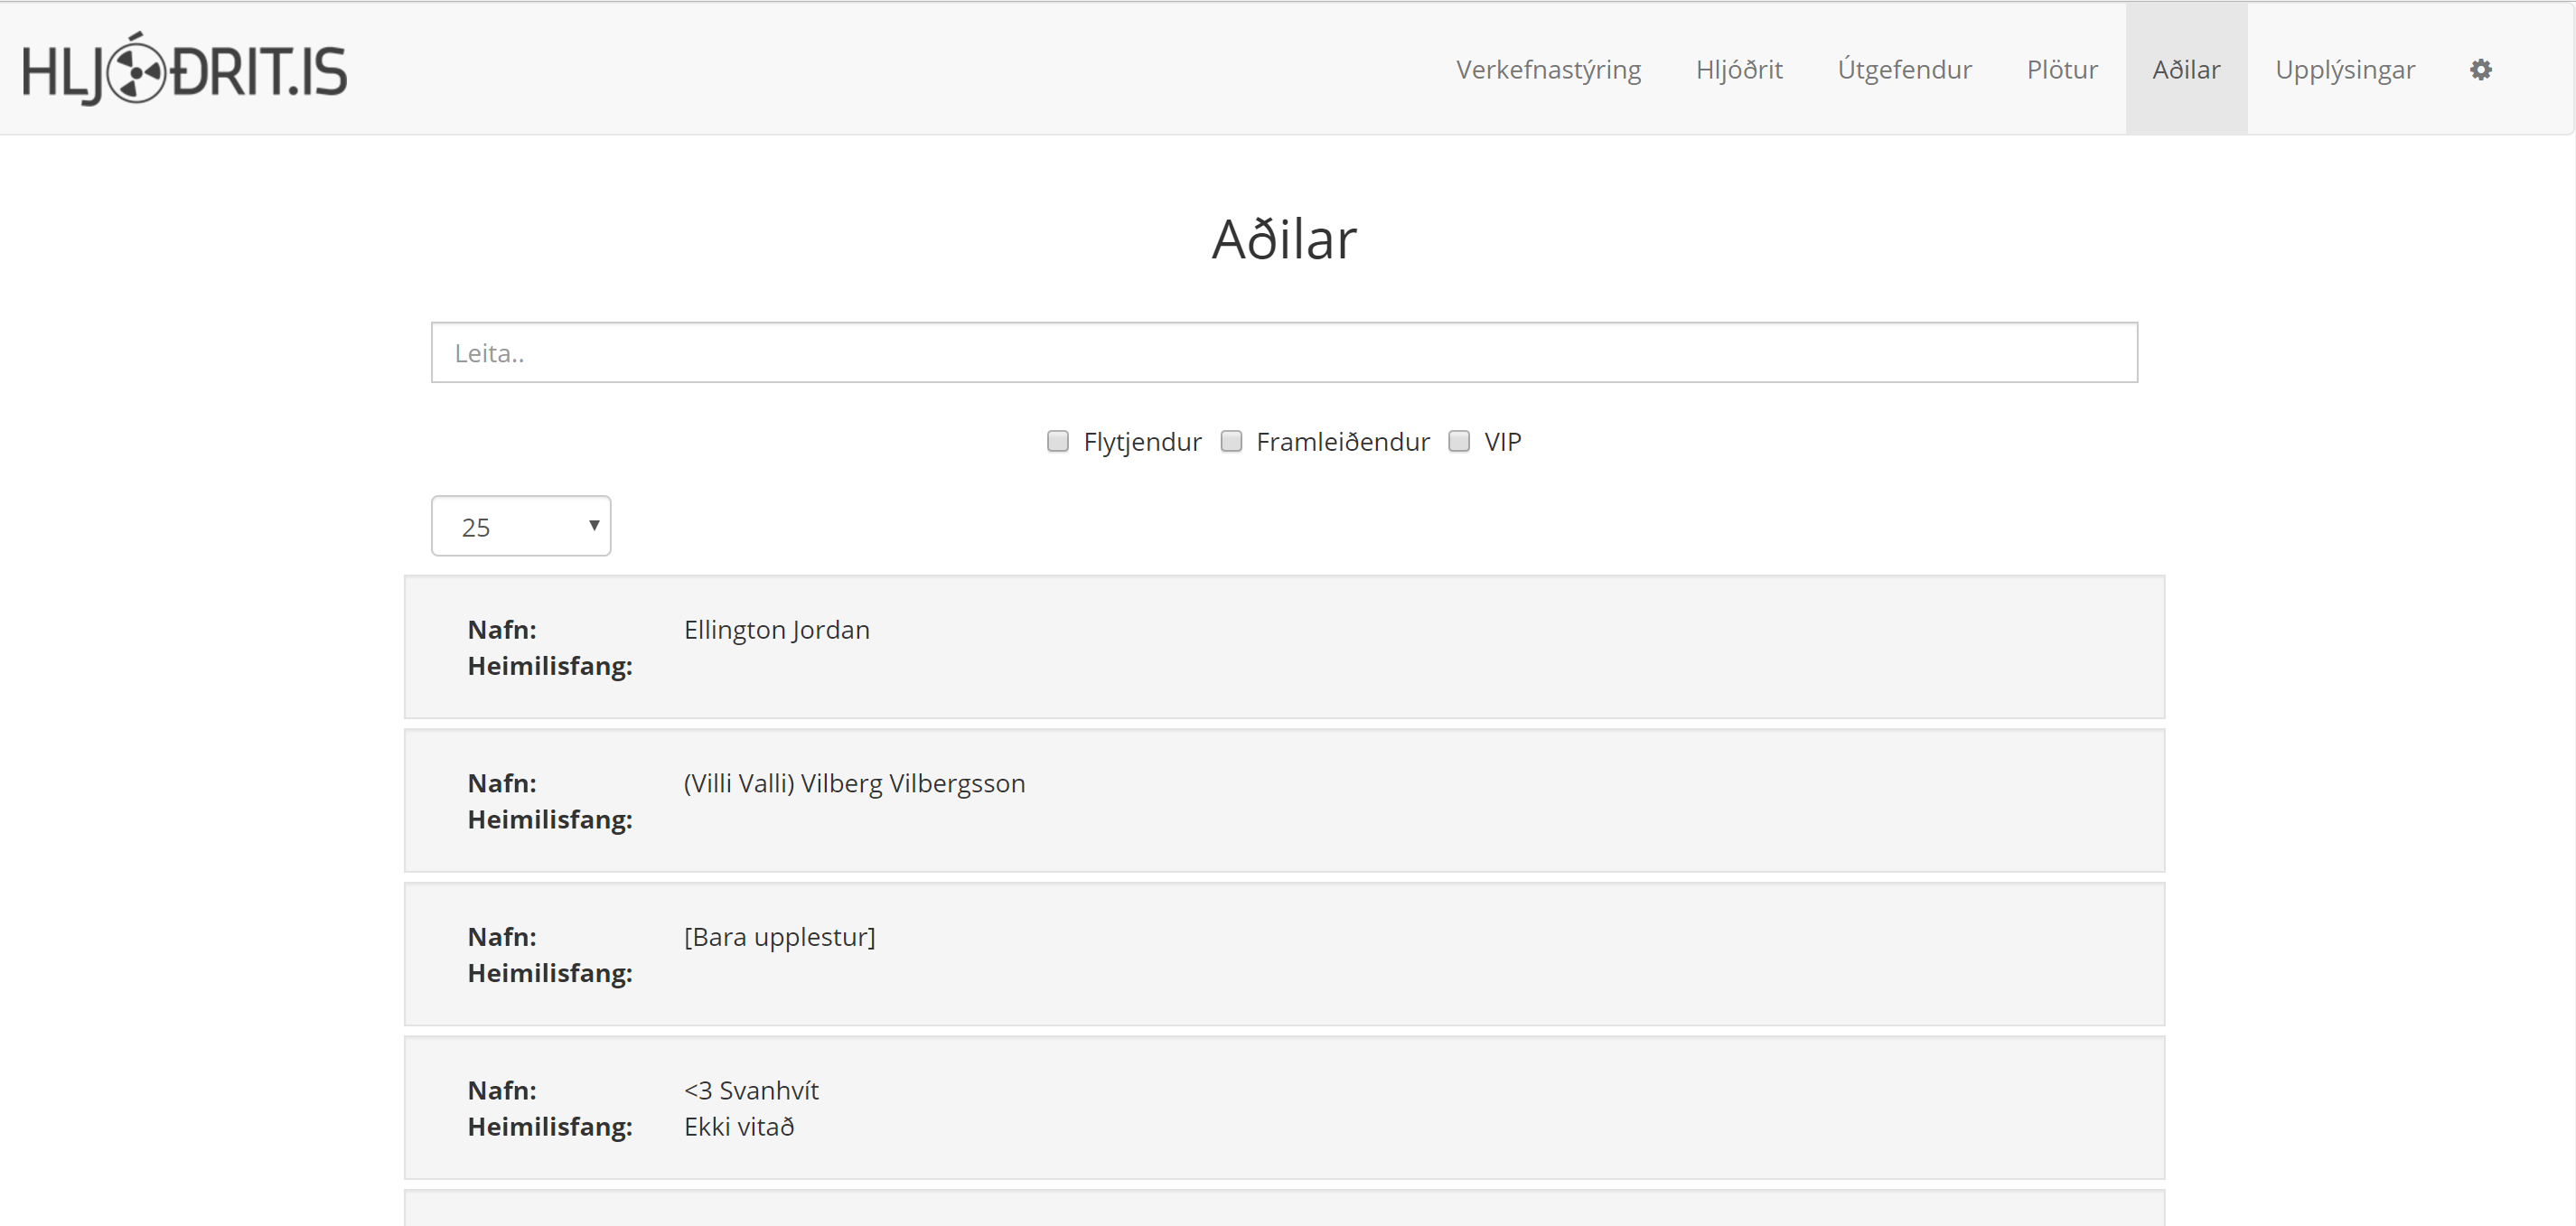 HLJÓÐRIT.IS
Verkefnastýring Hljóðrit Útgefendur Plötur Aðilar Upplýsingar
Aðilar
Leita..
Flytjendur Framleiðendur VIP
25
Nafn: Ellington Jordan
Heimilisfang:
Nafn: (Villi Valli) Vilberg Vilbergsson
Heimilisfang:
Nafn: [Bara upplestur]
Heimilisfang:
Nafn: <3 Svanhvít
Heimilisfang: Ekki vitað